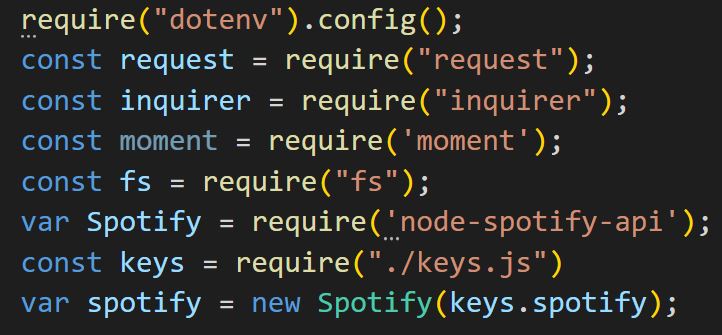 require("dotenv").config();
const request = require("request");
const inquirer = require("inquirer");
const moment = require('moment');
const fs = require("fs");
var Spotify = require('node-spotify-api');
const keys = require("./keys.js")
var spotify = new Spotify(keys.spotify);